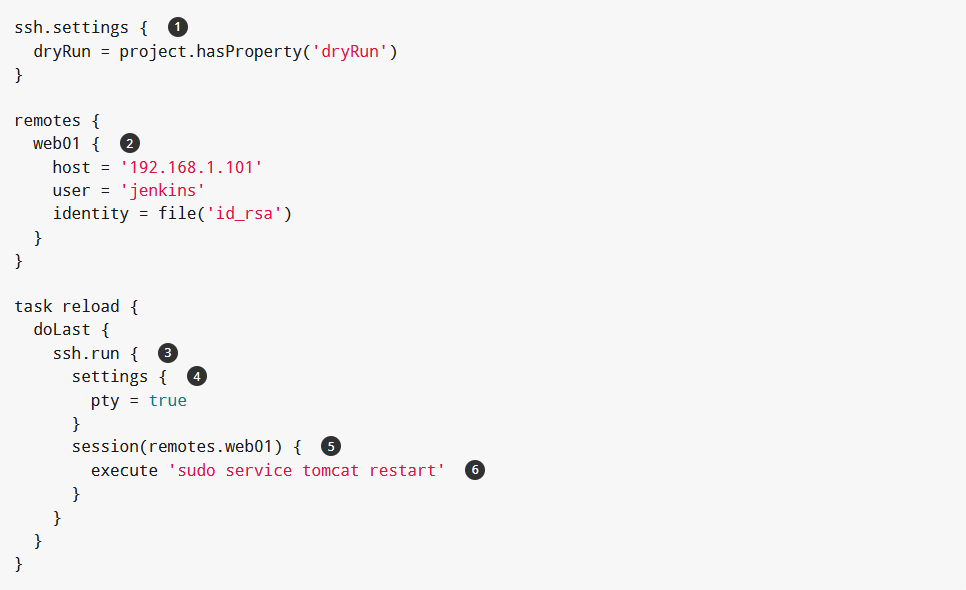 ssh.settings { 1
dryRun = project.hasProperty('dryRun')
}
remotes {
web01 { 2
host = '192.168.1.101'
user = 'jenkins'
identity = file('id_rsa')
}
}
task reload {
doLast {
ssh.run { 3
settings { 4
pty = true
}
session(remotes.web01) { 5
execute 'sudo service tomcat restart' 6
}
}
}
}